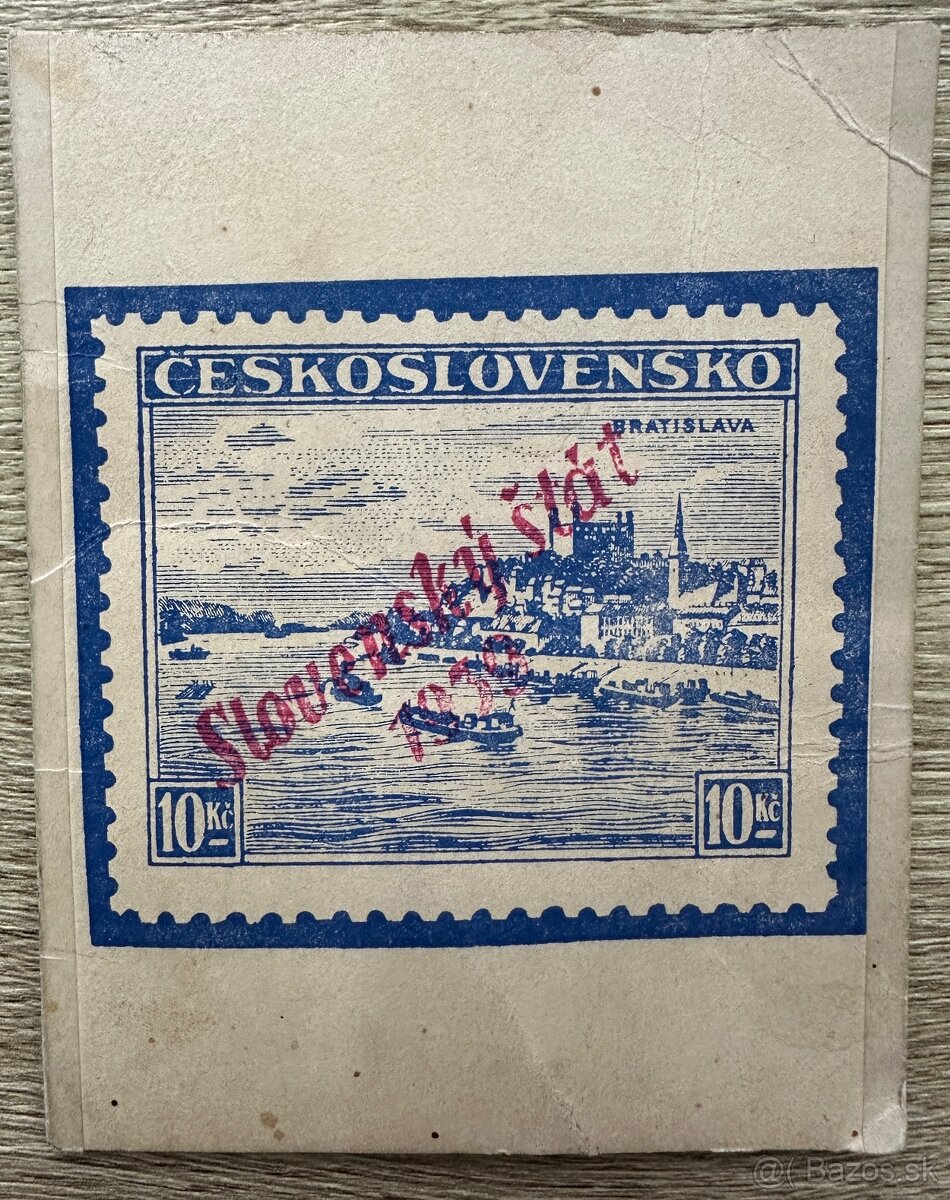 ČESKOSLOVENSKO
BRATISLAVA
Slovenský štát
1939
10Kč
10Kč
@( Bazos.sk